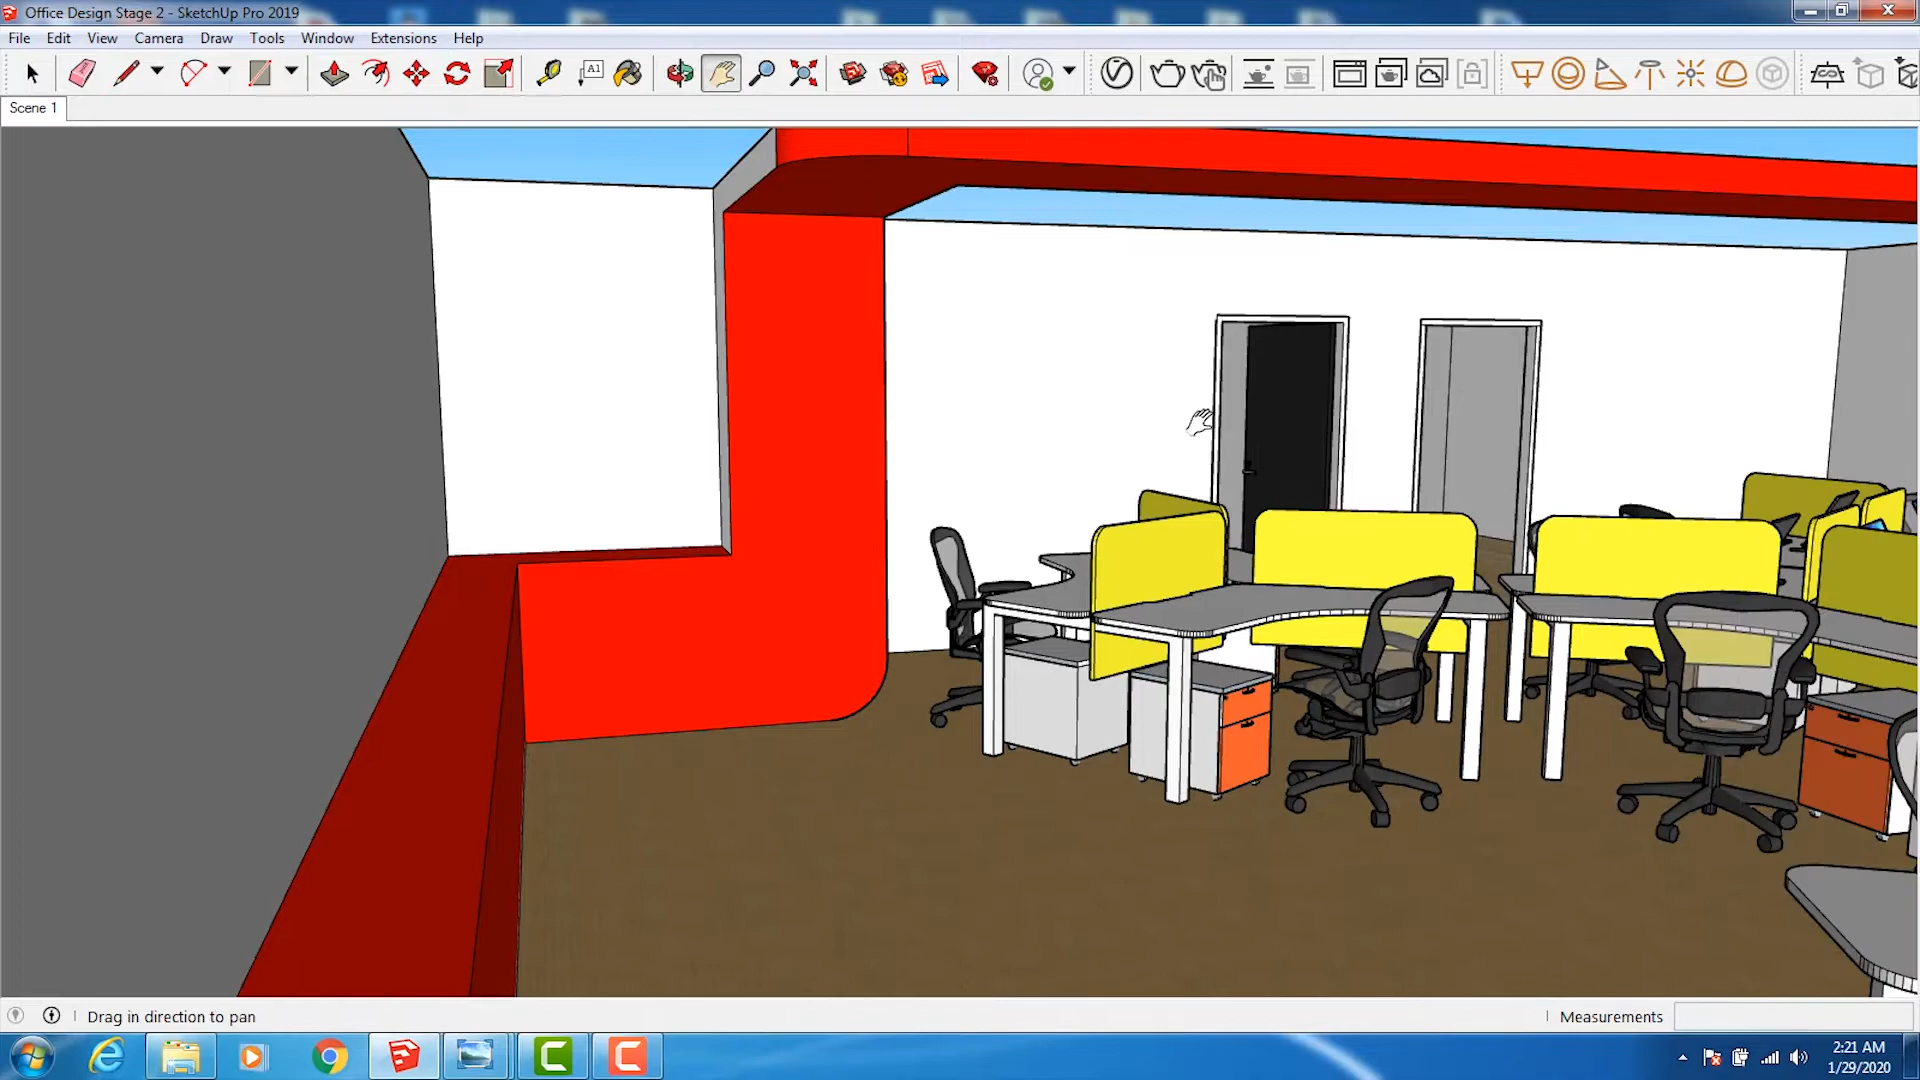 Office Design Stage 2 - SketchUp Pro 2019
File Edit View Camera Draw Tools Window Extensions Help
A1
Scene 1
Drag in direction to pan
Measurements
2:21 AM
1/29/2020